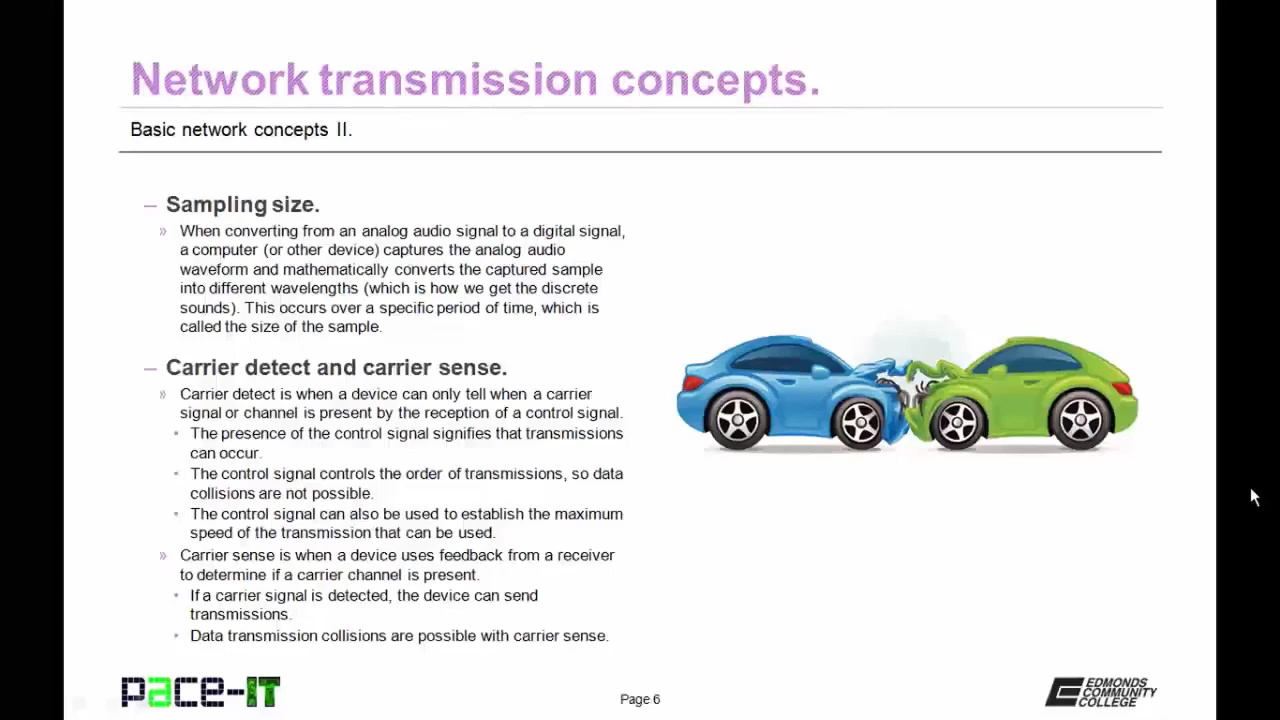 Network transmission concepts.
Basic network concepts II.
– Sampling size.
» When converting from an analog audio signal to a digital signal,
a computer (or other device) captures the analog audio
waveform and mathematically converts the captured sample
into different wavelengths (which is how we get the discrete
sounds). This occurs over a specific period of time, which is
called the size of the sample.
– Carrier detect and carrier sense.
» Carrier detect is when a device can only tell when a carrier
signal or channel is present by the reception of a control signal.
• The presence of the control signal signifies that transmissions
can occur.
• The control signal controls the order of transmissions, so data
collisions are not possible.
• The control signal can also be used to establish the maximum
speed of the transmission that can be used.
» Carrier sense is when a device uses feedback from a receiver
to determine if a carrier channel is present.
• If a carrier signal is detected, the device can send
transmissions.
• Data transmission collisions are possible with carrier sense.
pace-IT
Page 6
EDMONDS
COMMUNITY
COLLEGE